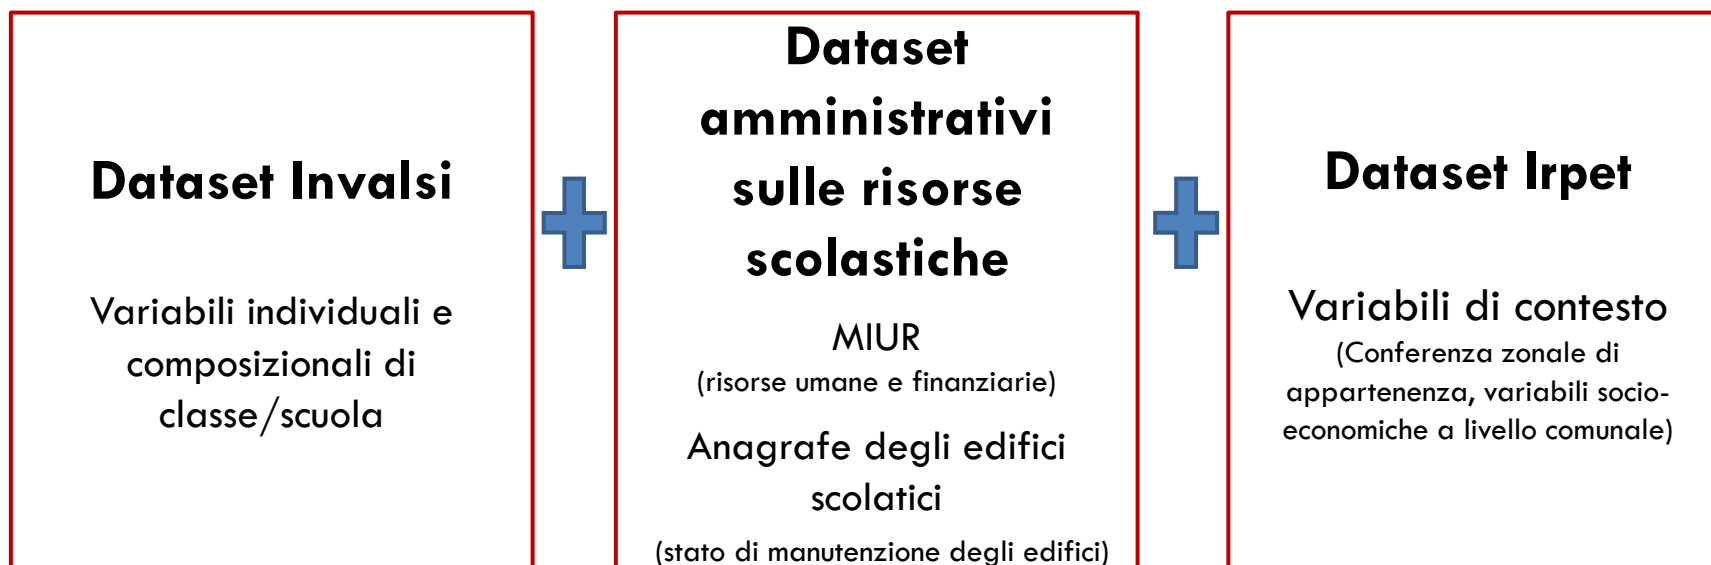 Dataset Invalsi
Variabili individuali e
composizionali di
classe/scuola
Dataset
amministrativi
sulle risorse
scolastiche
MIUR
(risorse umane e finanziarie)
Anagrafe degli edifici
scolatici
(stato di manutenzione degli edifici)
Dataset Irpet
Variabili di contesto
(Conferenza zonale di
appartenenza, variabili socio-
economiche a livello comunale)